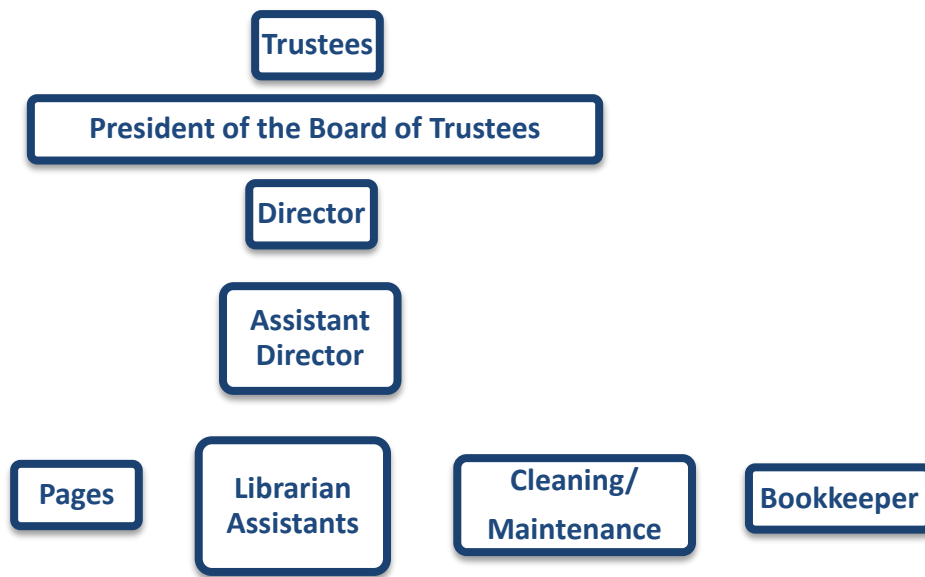 Trustees
President of the Board of Trustees
Director
Assistant
Director
Pages
Librarian
Assistants
Cleaning/
Maintenance
Bookkeeper